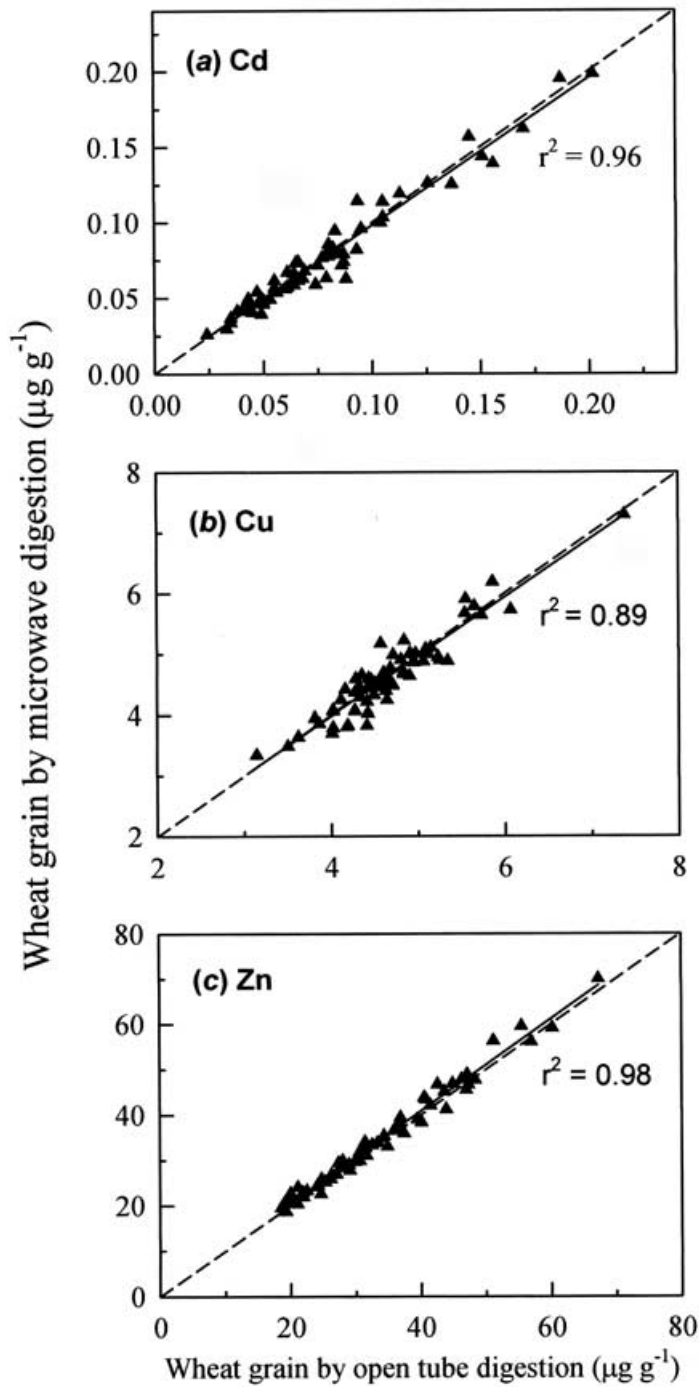 Wheat grain by microwave digestion (µg g⁻¹)
(a) Cd
r² = 0.96
0.20
0.15
0.10
0.05
0.00
0.00 0.05 0.10 0.15 0.20
(b) Cu
r² = 0.89
8
6
4
2
2 4 6 8
(c) Zn
r² = 0.98
80
60
40
20
0
0 20 40 60 80
Wheat grain by open tube digestion (µg g⁻¹)